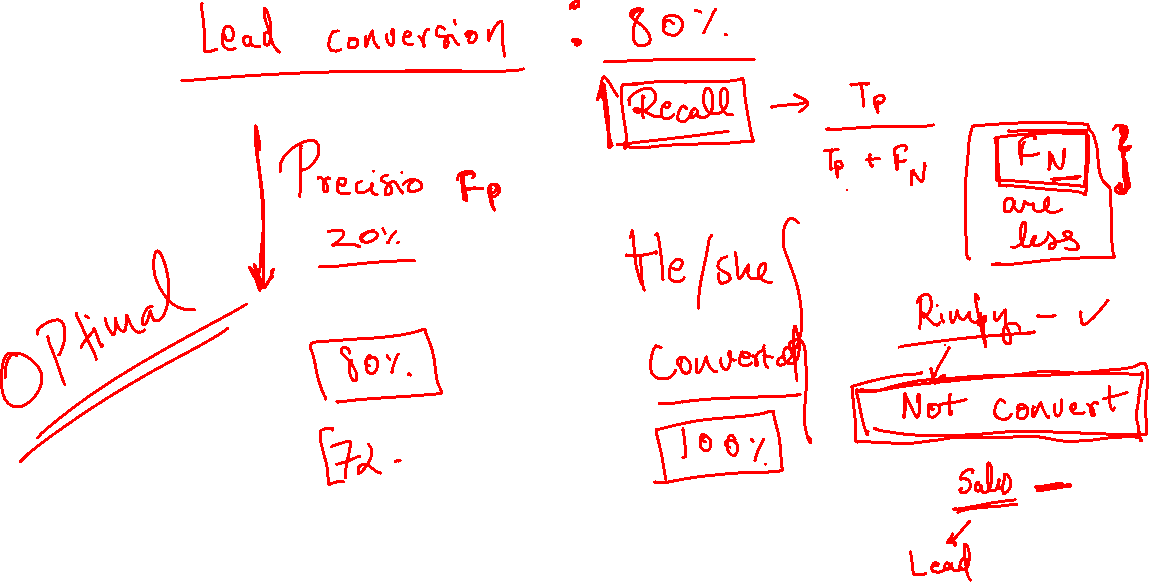 Lead conversion : 80%
Recall → Tp / Tp + FN
FN
are
less
Precisio Fp
20%
He/she
Converted
100%
Optimal
80%
72.
Rimpy - ✓
Not convert
Sales -
Lead